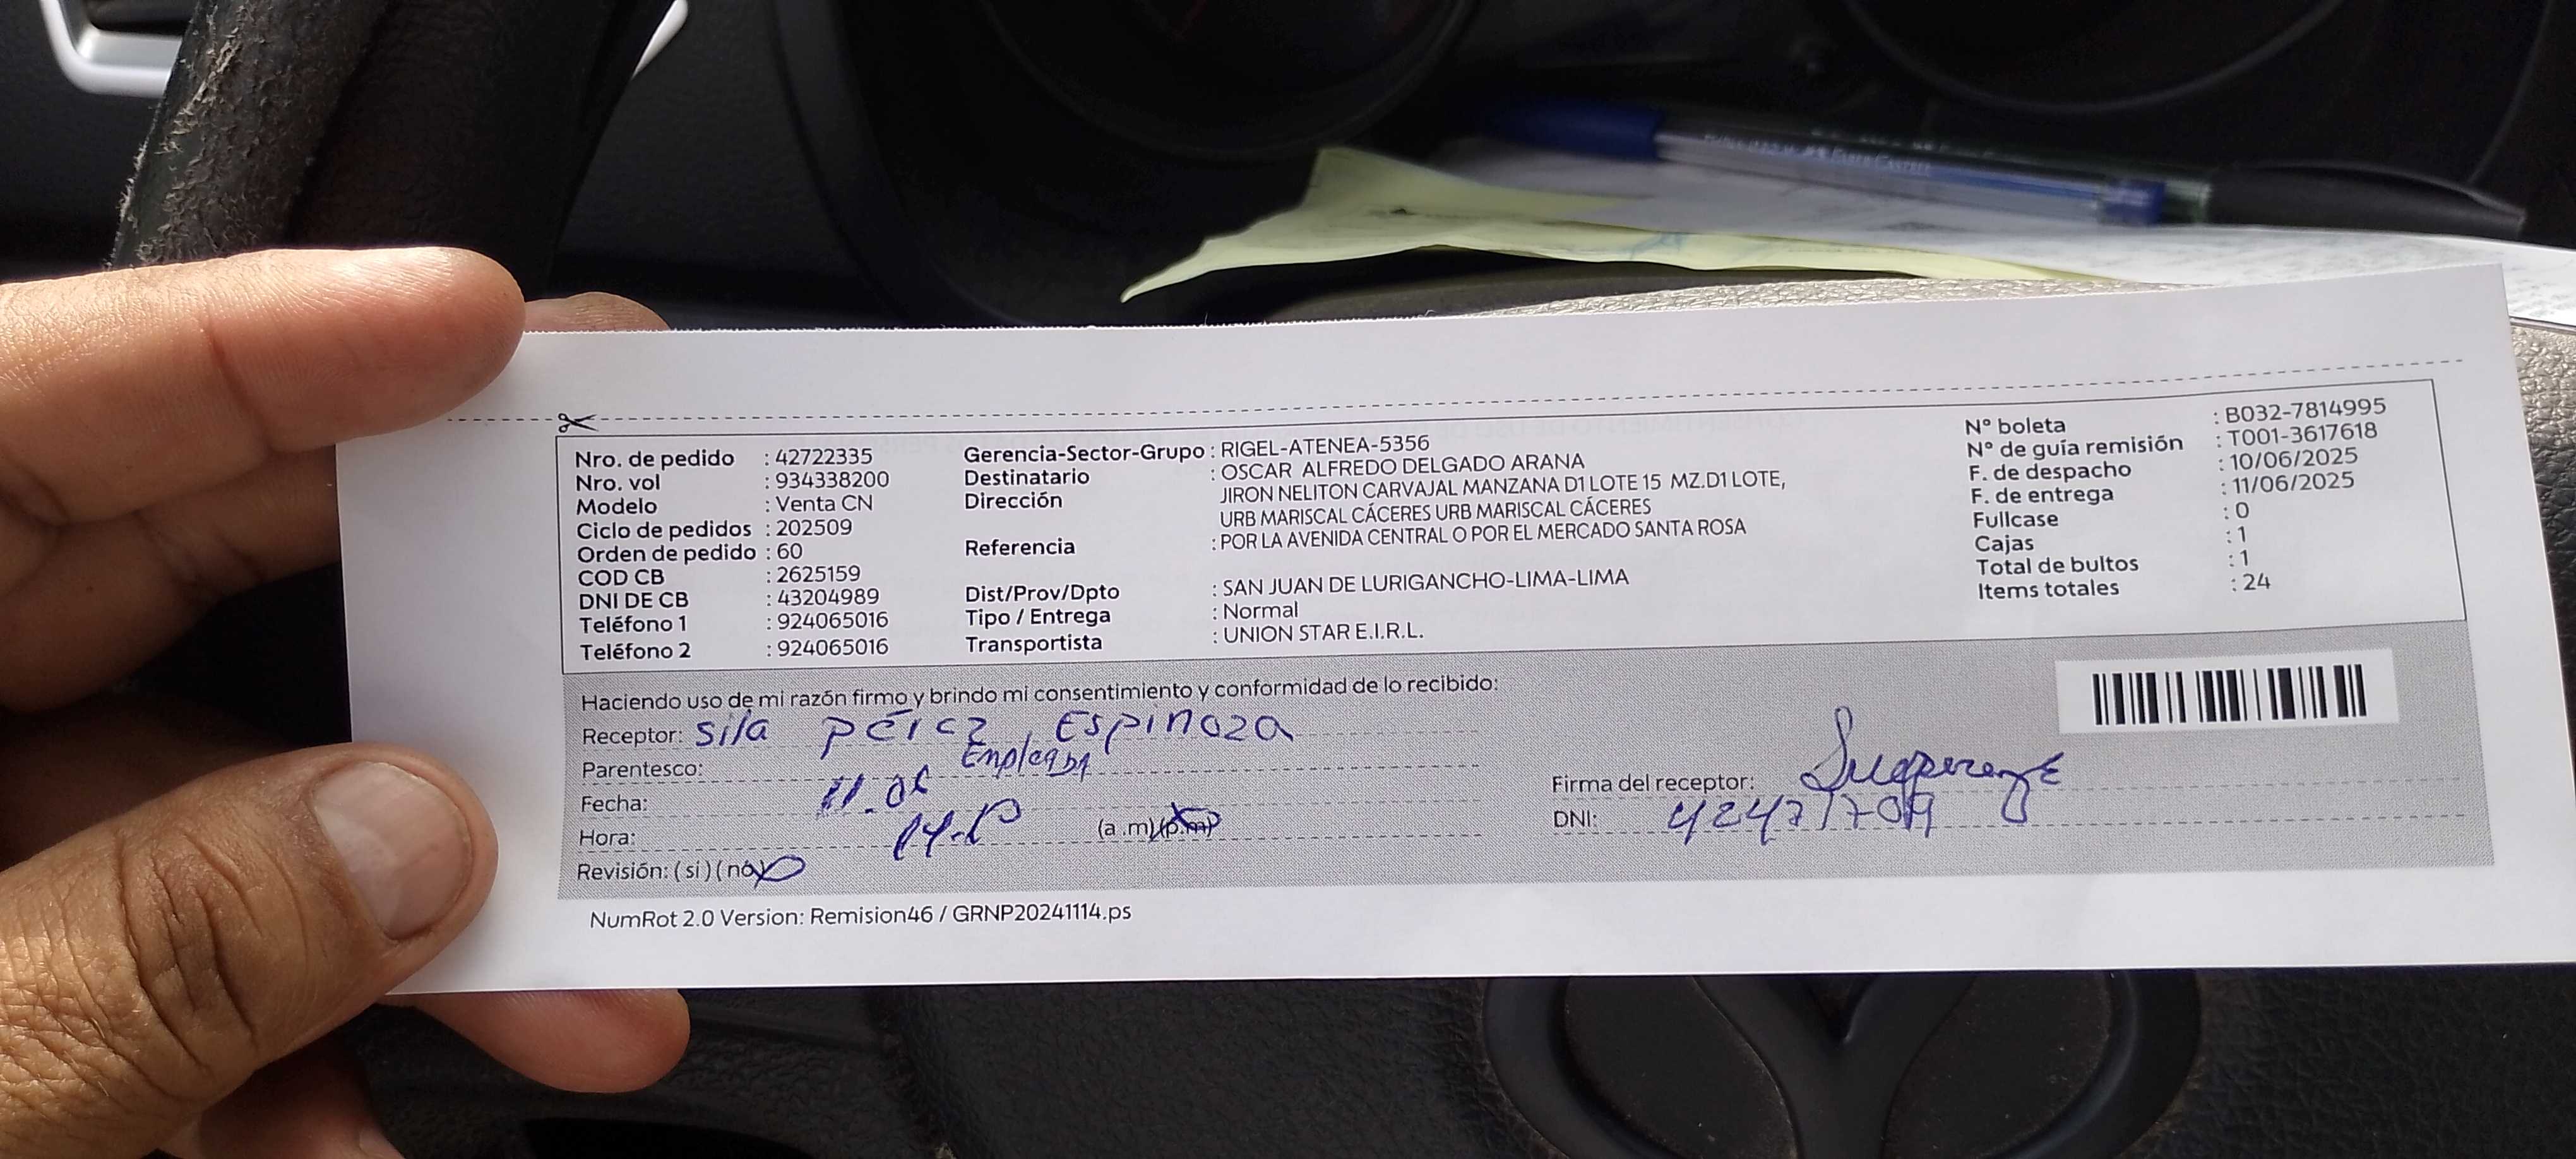 Nro. de pedido : 42722335
Nro. vol : 934338200
Modelo : Venta CN
Ciclo de pedidos : 202509
Orden de pedido : 60
COD CB : 2625159
DNI DE CB : 43204989
Teléfono 1 : 924065016
Teléfono 2 : 924065016
Gerencia-Sector-Grupo : RIGEL-ATENEA-5356
Destinatario : OSCAR ALFREDO DELGADO ARANA
Dirección JIRON NELITON CARVAJAL MANZANA D1 LOTE 15 MZ.D1 LOTE,
URB MARISCAL CÁCERES URB MARISCAL CÁCERES
Referencia : POR LA AVENIDA CENTRAL O POR EL MERCADO SANTA ROSA
Dist/Prov/Dpto : SAN JUAN DE LURIGANCHO-LIMA-LIMA
Tipo / Entrega : Normal
Transportista : UNION STAR E.I.R.L.
N° boleta : B032-7814995
N° de guía remisión : T001-3617618
F. de despacho : 10/06/2025
F. de entrega : 11/06/2025
Fullcase : 0
Cajas : 1
Total de bultos : 1
Items totales : 24
Haciendo uso de mi razón firmo y brindo mi consentimiento y conformidad de lo recibido:
Receptor: Sila Pérez Espinoza
Parentesco: Empleada
Fecha: 11.06
Hora: (a .m) (p.m)
Revisión: ( si ) ( no )
Firma del receptor:
DNI:
NumRot 2.0 Version: Remision46 / GRNP20241114.ps